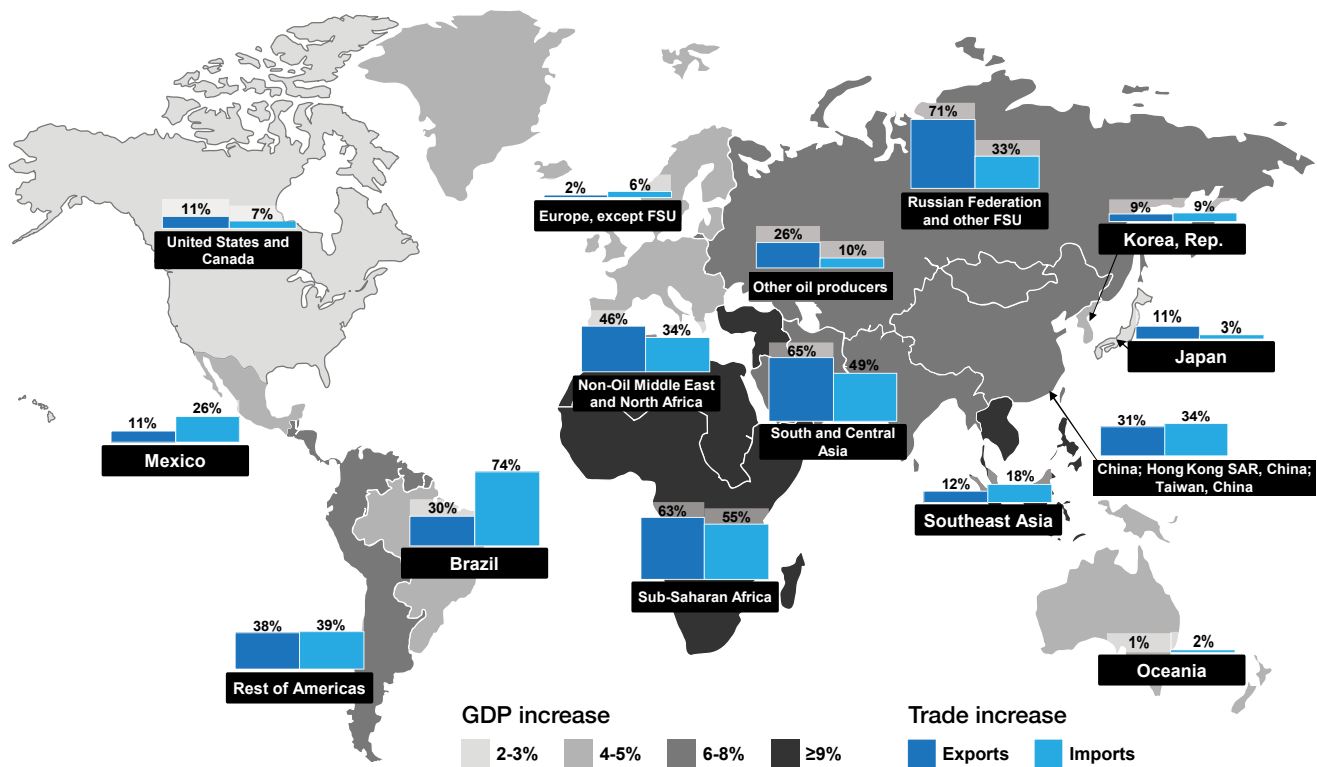 71%
33%
Russian Federation
and other FSU
2% 6%
Europe, except FSU
11% 7%
United States and
Canada
9% 9%
Korea, Rep.
26% 10%
Other oil producers
46% 34%
Non-Oil Middle East
and North Africa
65% 49%
South and Central
Asia
11% 3%
Japan
11% 26%
Mexico
31% 34%
China; Hong Kong SAR, China;
Taiwan, China
30% 74%
Brazil
12% 18%
Southeast Asia
63% 55%
Sub-Saharan Africa
38% 39%
Rest of Americas
1% 2%
Oceania
GDP increase
2-3% 4-5% 6-8% ≥9%
Trade increase
Exports Imports